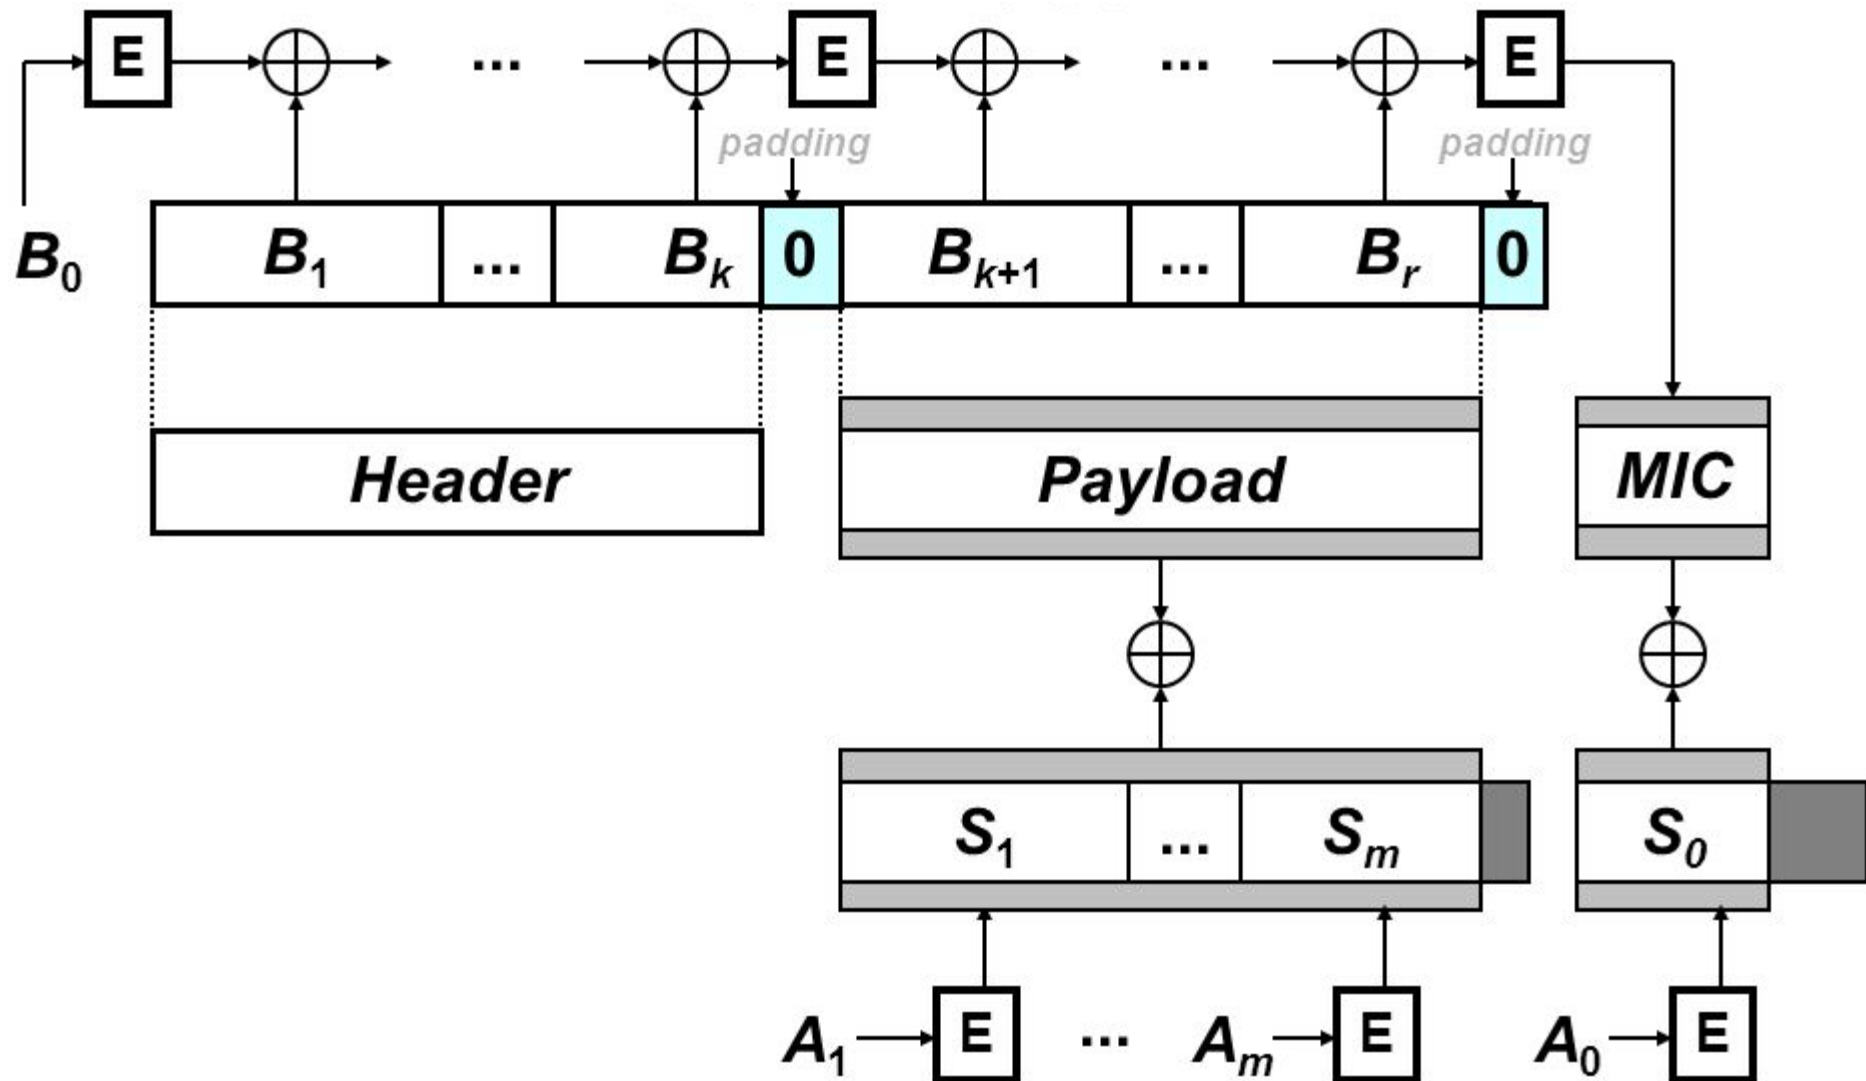 E ... E ... E
padding padding
B₀ B₁ ... Bₖ 0 Bₖ₊₁ ... Bᵣ 0
Header Payload MIC
S₁ ... Sₘ S₀
A₁ E ... Aₘ E A₀ E